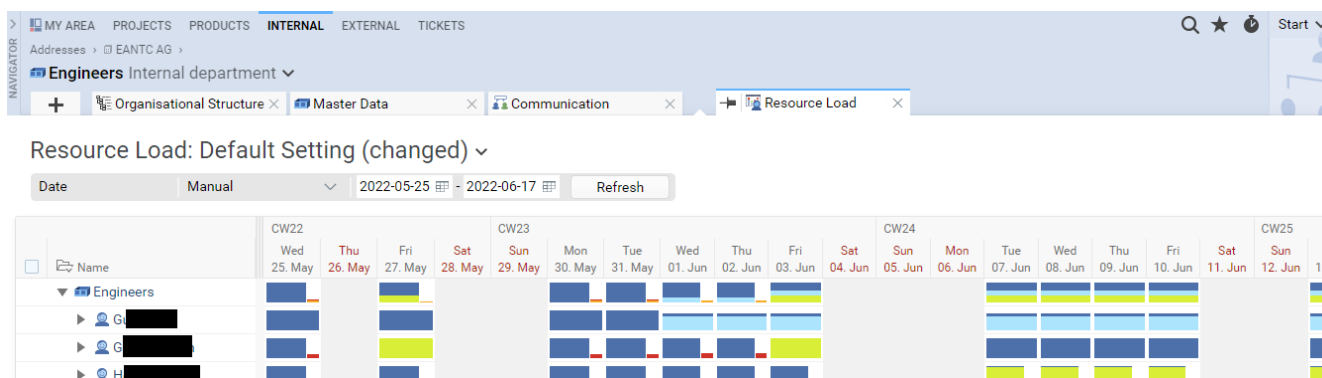 MY AREA PROJECTS PRODUCTS INTERNAL EXTERNAL TICKETS Start
NAVIGATOR
Addresses › EANTC AG ›
Engineers Internal department
+ Organisational Structure × Master Data × Communication × Resource Load ×
Resource Load: Default Setting (changed)
Date Manual 2022-05-25 - 2022-06-17 Refresh
CW22 CW23 CW24 CW25
Wed Thu Fri Sat Sun Mon Tue Wed Thu Fri Sat Sun Mon Tue Wed Thu Fri Sat Sun
Name 25. May 26. May 27. May 28. May 29. May 30. May 31. May 01. Jun 02. Jun 03. Jun 04. Jun 05. Jun 06. Jun 07. Jun 08. Jun 09. Jun 10. Jun 11. Jun 12. Jun 1
Engineers
G
G
H